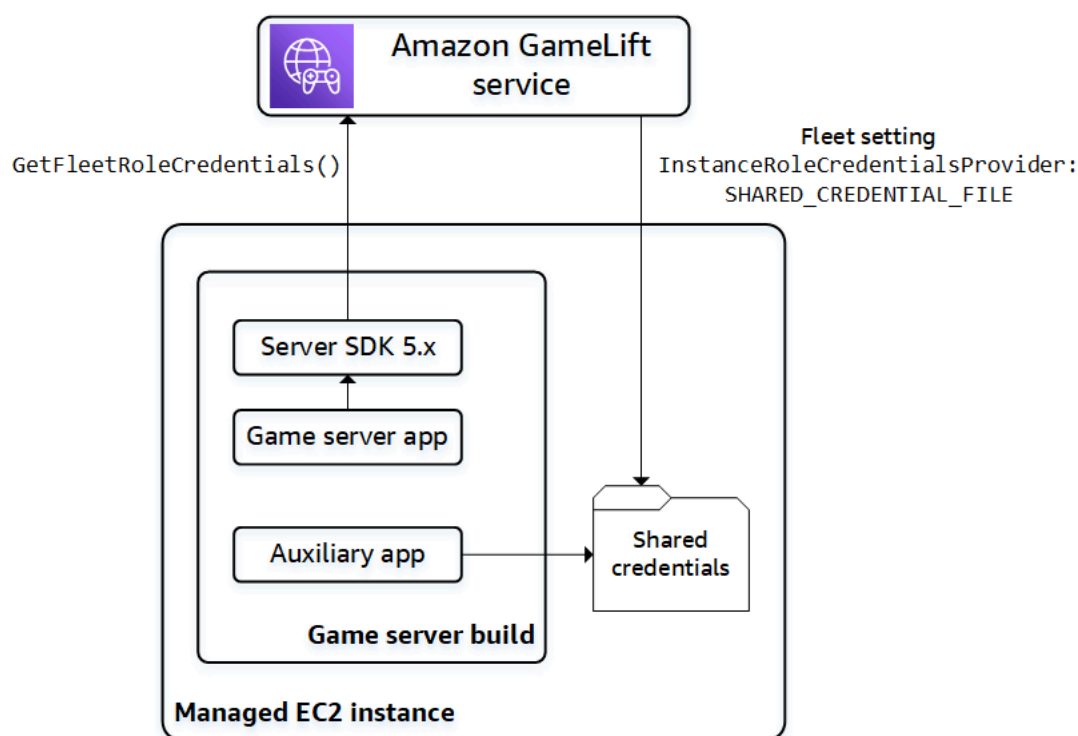 Amazon GameLift
service
GetFleetRoleCredentials()
Fleet setting
InstanceRoleCredentialsProvider:
SHARED_CREDENTIAL_FILE
Server SDK 5.x
Game server app
Auxiliary app
Shared
credentials
Game server build
Managed EC2 instance